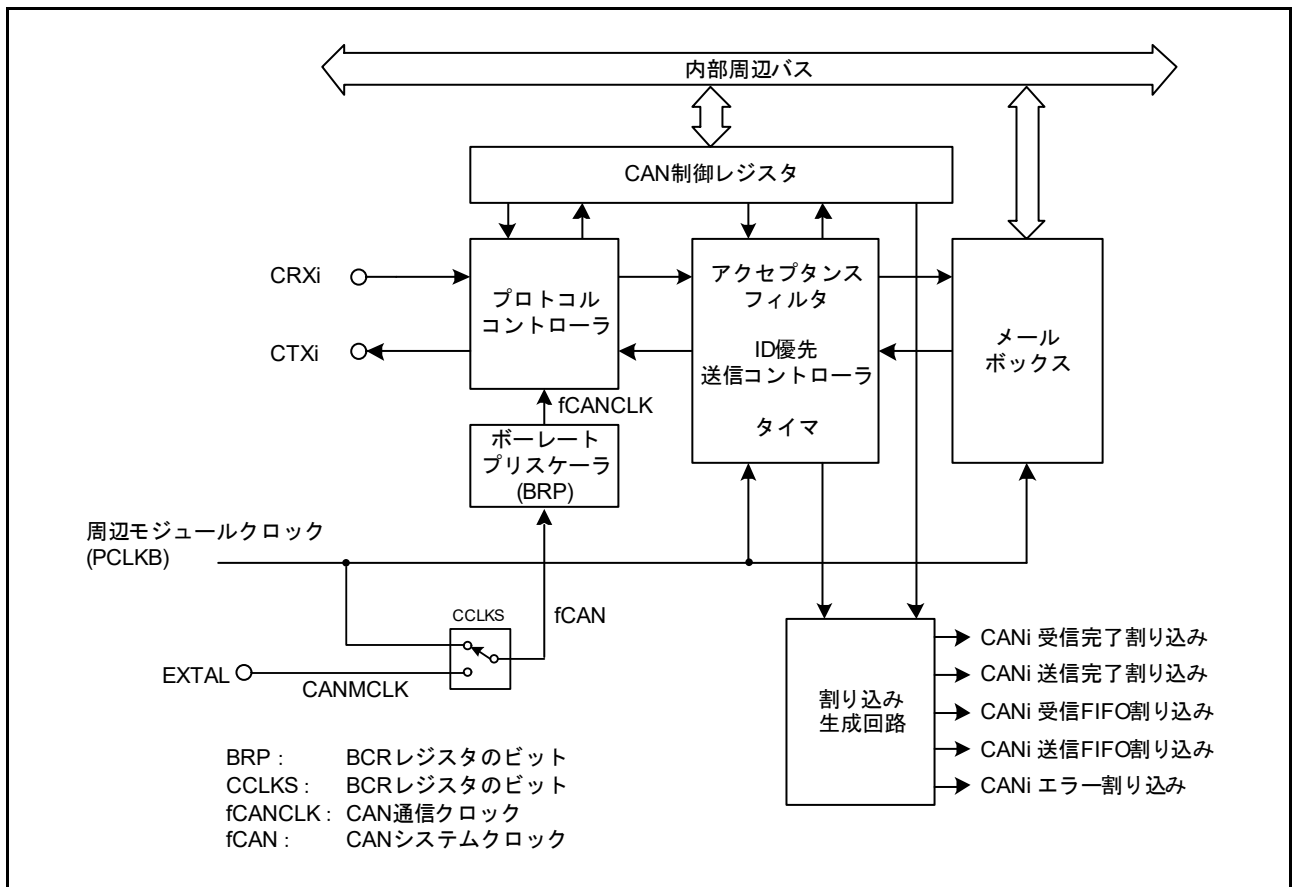 内部周辺バス
CAN制御レジスタ
CRXi
CTXi
プロトコル
コントローラ
アクセプタンス
フィルタ
ID優先
送信コントローラ
タイマ
メール
ボックス
fCANCLK
ボーレート
プリスケーラ
(BRP)
周辺モジュールクロック
(PCLKB)
CCLKS
fCAN
EXTAL
CANMCLK
割り込み
生成回路
CANi 受信完了割り込み
CANi 送信完了割り込み
CANi 受信FIFO割り込み
CANi 送信FIFO割り込み
CANi エラー割り込み
BRP : BCRレジスタのビット
CCLKS : BCRレジスタのビット
fCANCLK : CAN通信クロック
fCAN : CANシステムクロック